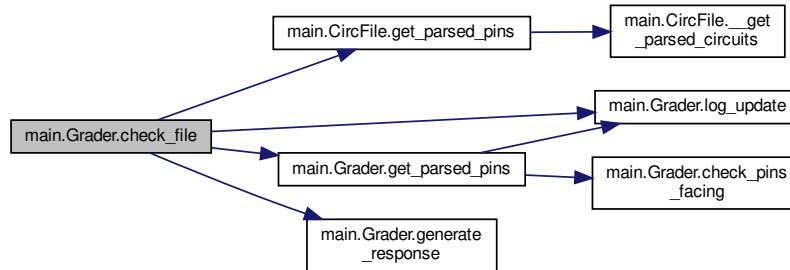 main.CircFile.get_parsed_pins
main.CircFile.__get
_parsed_circuits
main.Grader.log_update
main.Grader.check_file
main.Grader.get_parsed_pins
main.Grader.check_pins
_facing
main.Grader.generate
_response